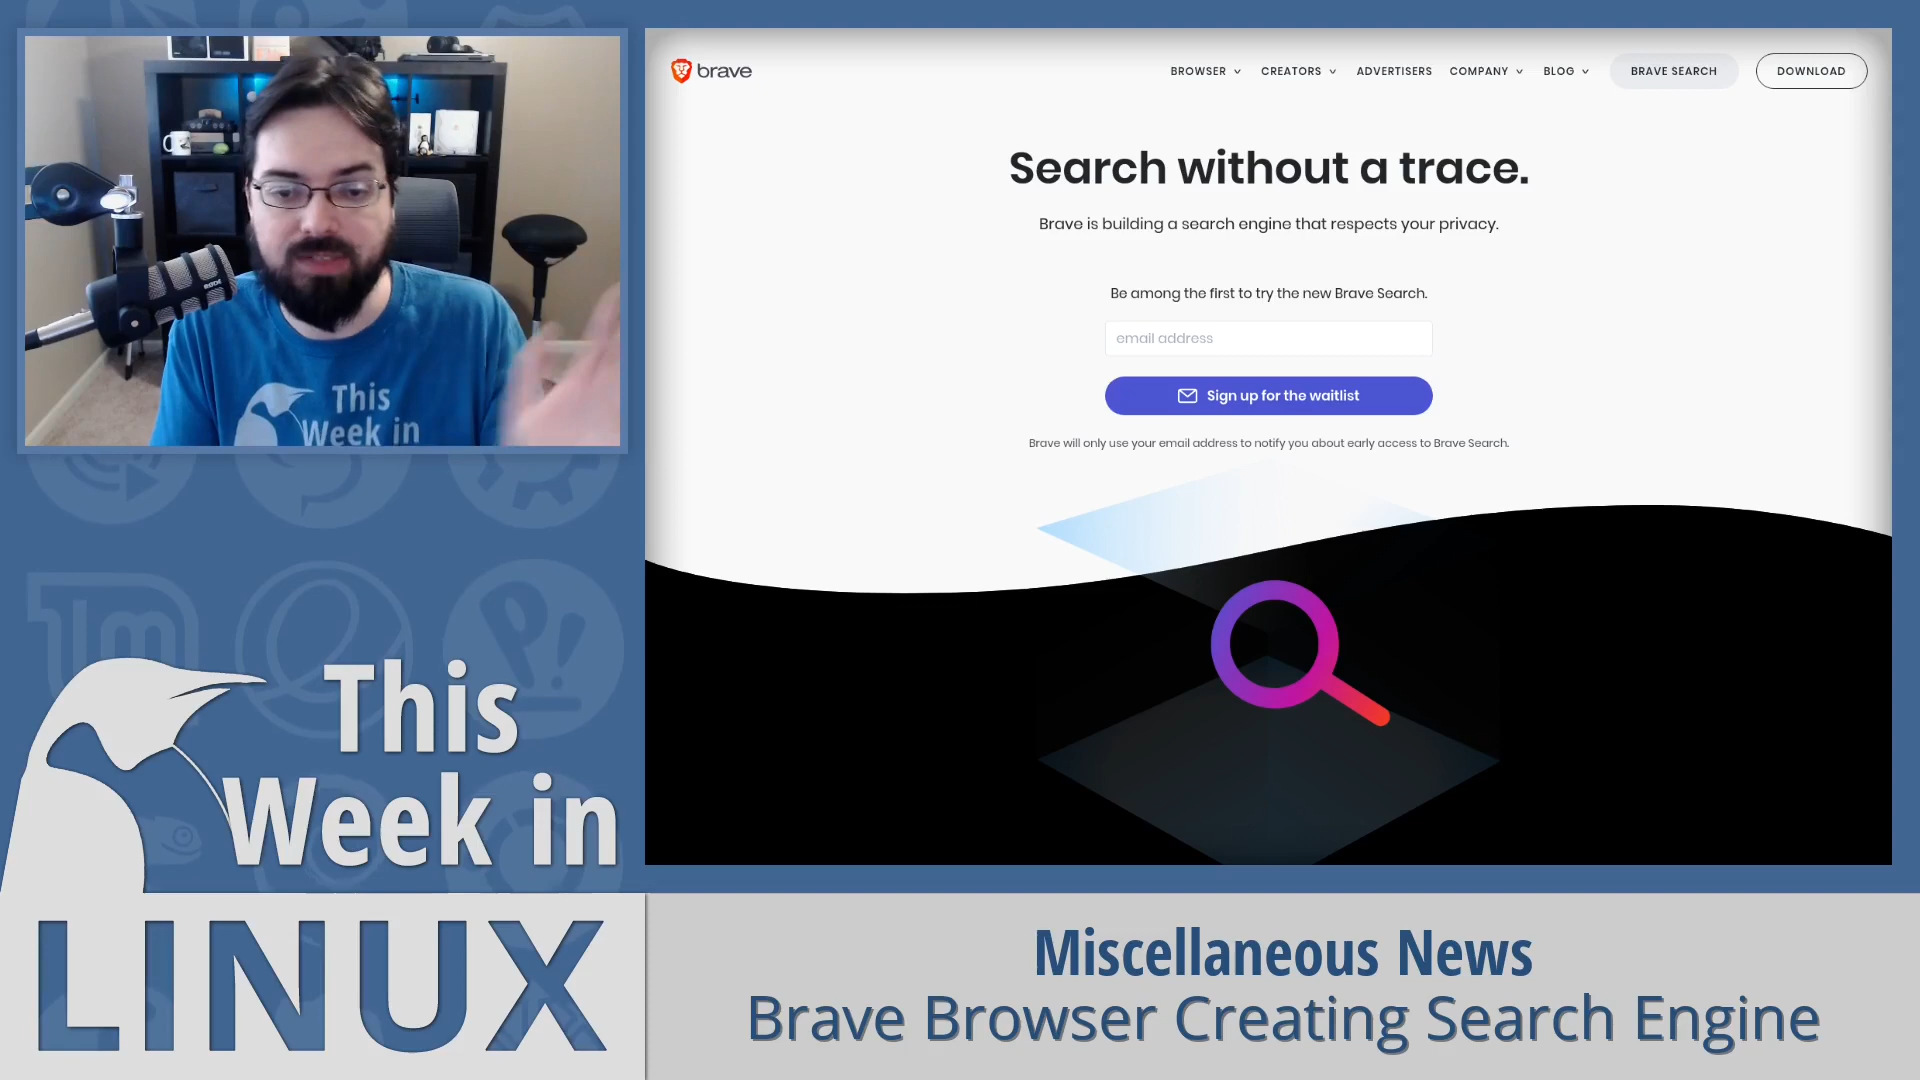 RODE
This
Week in
brave
BROWSER
CREATORS
ADVERTISERS
COMPANY
BLOG
BRAVE SEARCH
DOWNLOAD
Search without a trace.
Brave is building a search engine that respects your privacy.
Be among the first to try the new Brave Search.
email address
Sign up for the waitlist
Brave will only use your email address to notify you about early access to Brave Search.
This
Week in
LINUX
Miscellaneous News
Brave Browser Creating Search Engine